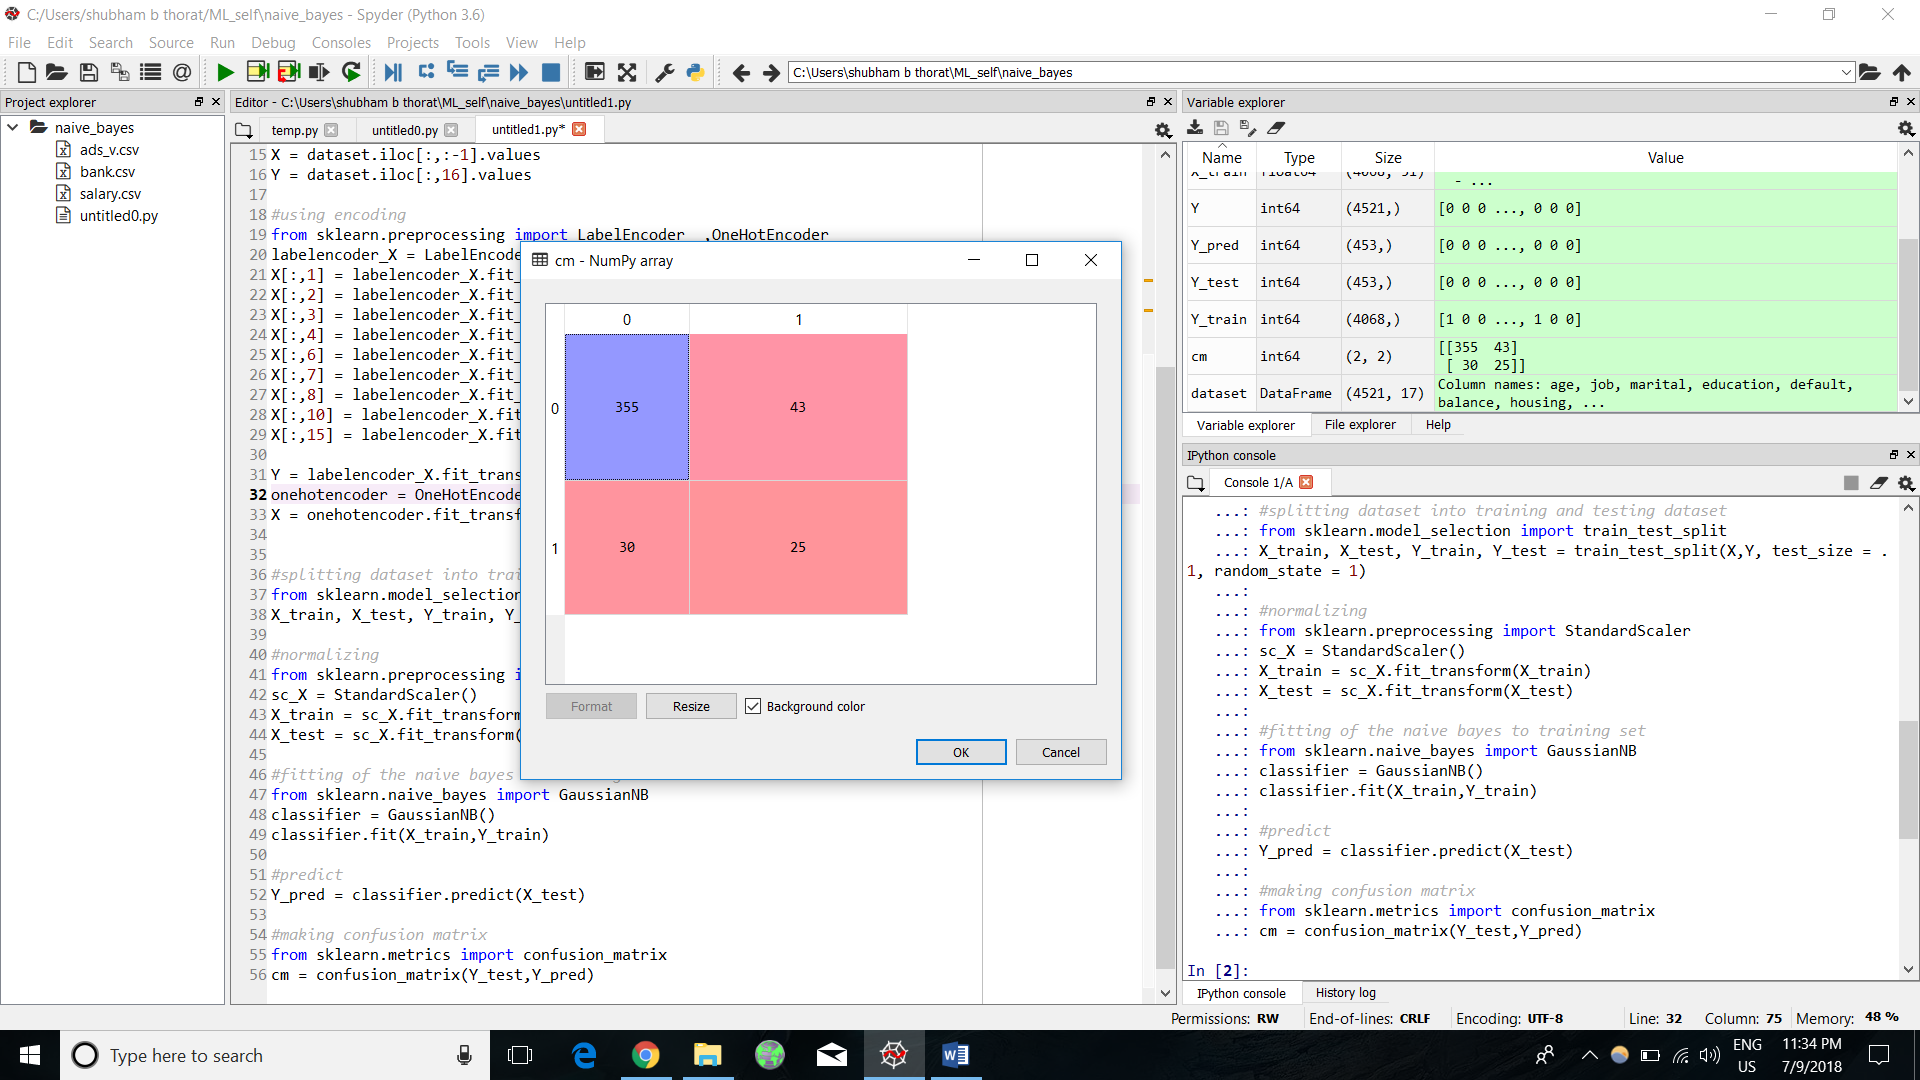 C:/Users/shubham b thorat/ML_self\naive_bayes - Spyder (Python 3.6)
File Edit Search Source Run Debug Consoles Projects Tools View Help
C:\Users\shubham b thorat\ML_self\naive_bayes
Project explorer
naive_bayes
ads_v.csv
bank.csv
salary.csv
untitled0.py
Editor - C:\Users\shubham b thorat\ML_self\naive_bayes\untitled1.py
temp.py untitled0.py untitled1.py*
15 X = dataset.iloc[:,:-1].values
16 Y = dataset.iloc[:,16].values
17
18 #using encoding
19 from sklearn.preprocessing import LabelEncoder ,OneHotEncoder
20 labelencoder_X = LabelEncode
21 X[:,1] = labelencoder_X.fit_
22 X[:,2] = labelencoder_X.fit_
23 X[:,3] = labelencoder_X.fit_
24 X[:,4] = labelencoder_X.fit_
25 X[:,6] = labelencoder_X.fit_
26 X[:,7] = labelencoder_X.fit_
27 X[:,8] = labelencoder_X.fit_
28 X[:,10] = labelencoder_X.fit
29 X[:,15] = labelencoder_X.fit
30
31 Y = labelencoder_X.fit_trans
32 onehotencoder = OneHotEncode
33 X = onehotencoder.fit_transf
34
35
36 #splitting dataset into trai
37 from sklearn.model_selection
38 X_train, X_test, Y_train, Y_
39
40 #normalizing
41 from sklearn.preprocessing i
42 sc_X = StandardScaler()
43 X_train = sc_X.fit_transform
44 X_test = sc_X.fit_transform(
45
46 #fitting of the naive bayes
47 from sklearn.naive_bayes import GaussianNB
48 classifier = GaussianNB()
49 classifier.fit(X_train,Y_train)
50
51 #predict
52 Y_pred = classifier.predict(X_test)
53
54 #making confusion matrix
55 from sklearn.metrics import confusion_matrix
56 cm = confusion_matrix(Y_test,Y_pred)
cm - NumPy array
0 1
0 355 43
1 30 25
Format Resize Background color
OK Cancel
Variable explorer
Name Type Size Value
X_train float64 (4068, 51) - ...
Y int64 (4521,) [0 0 0 ..., 0 0 0]
Y_pred int64 (453,) [0 0 0 ..., 0 0 0]
Y_test int64 (453,) [0 0 0 ..., 0 0 0]
Y_train int64 (4068,) [1 0 0 ..., 1 0 0]
cm int64 (2, 2) [[355 43]
[ 30 25]]
dataset DataFrame (4521, 17) Column names: age, job, marital, education, default,
balance, housing, ...
Variable explorer File explorer Help
IPython console
Console 1/A
...: #splitting dataset into training and testing dataset
...: from sklearn.model_selection import train_test_split
...: X_train, X_test, Y_train, Y_test = train_test_split(X,Y, test_size = .
1, random_state = 1)
...:
...: #normalizing
...: from sklearn.preprocessing import StandardScaler
...: sc_X = StandardScaler()
...: X_train = sc_X.fit_transform(X_train)
...: X_test = sc_X.fit_transform(X_test)
...:
...: #fitting of the naive bayes to training set
...: from sklearn.naive_bayes import GaussianNB
...: classifier = GaussianNB()
...: classifier.fit(X_train,Y_train)
...:
...: #predict
...: Y_pred = classifier.predict(X_test)
...:
...: #making confusion matrix
...: from sklearn.metrics import confusion_matrix
...: cm = confusion_matrix(Y_test,Y_pred)
In [2]:
IPython console History log
Permissions: RW End-of-lines: CRLF Encoding: UTF-8 Line: 32 Column: 75 Memory: 48 %
Type here to search
ENG
US
11:34 PM
7/9/2018